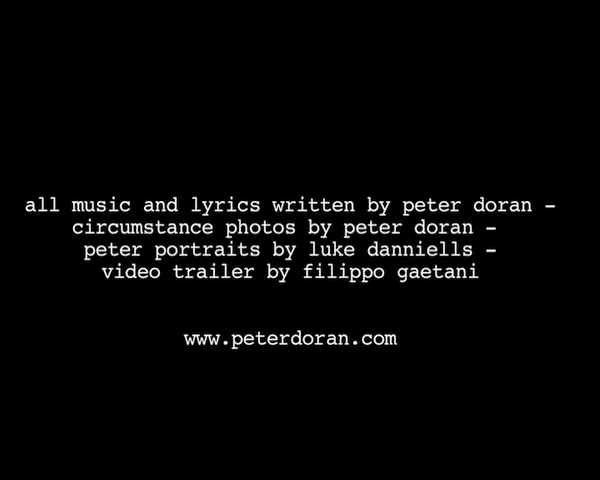 all music and lyrics written by peter doran -
circumstance photos by peter doran -
peter portraits by luke danniells -
video trailer by filippo gaetani
www.peterdoran.com